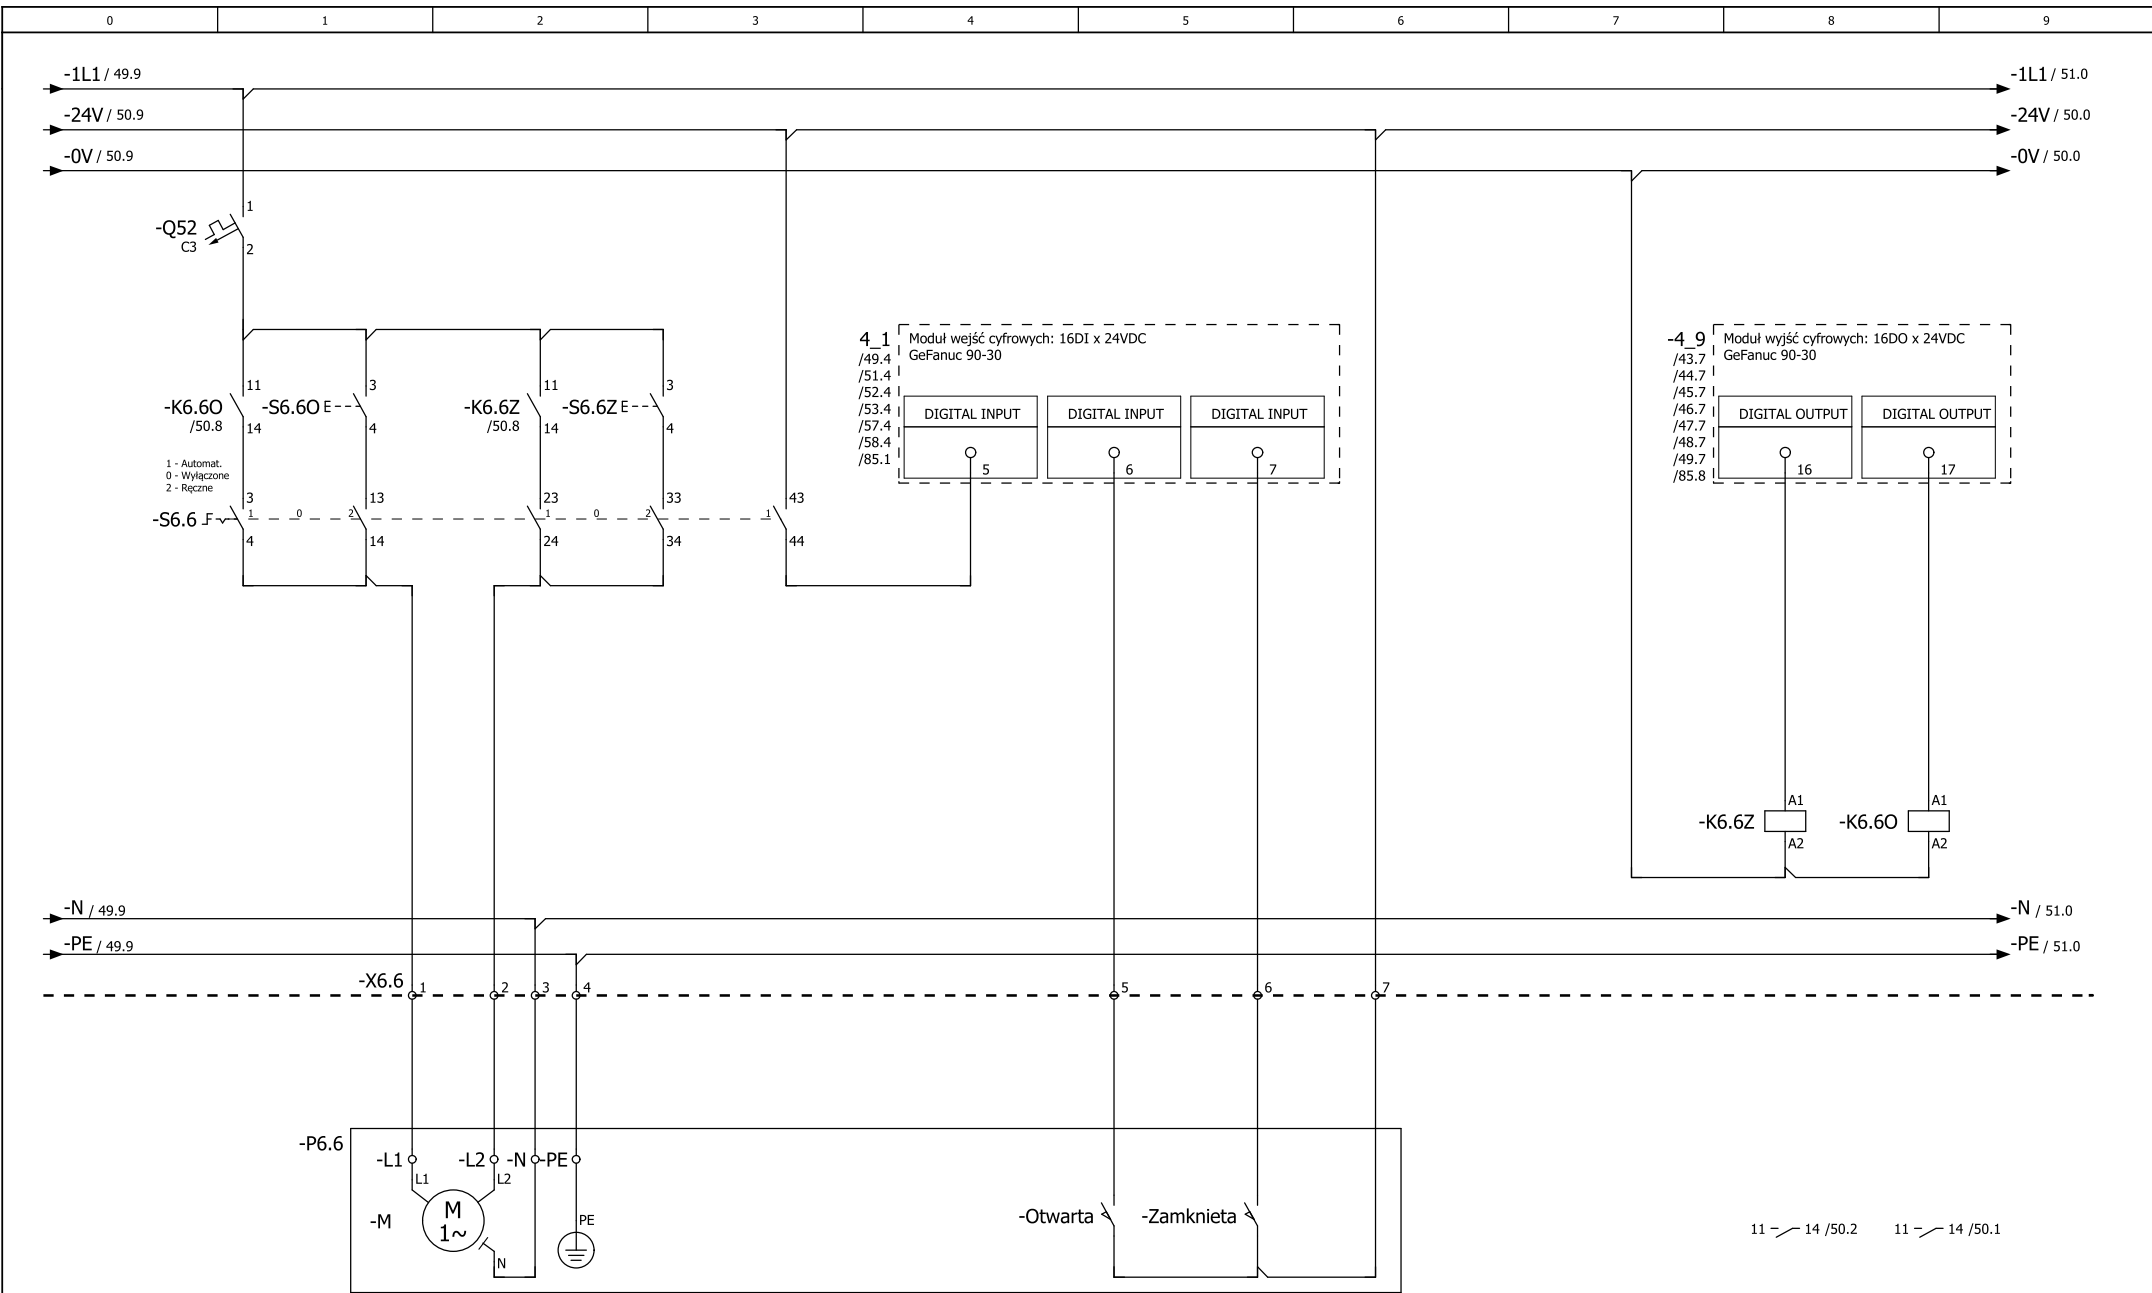 0 1 2 3 4 5 6 7 8 9
-1L1 / 49.9
-1L1 / 51.0
-24V / 50.9
-24V / 50.0
-0V / 50.9
-0V / 50.0
1
-Q52
C3
2
4_1
/49.4
/51.4
/52.4
/53.4
/57.4
/58.4
/85.1
Moduł wejść cyfrowych: 16DI x 24VDC
GeFanuc 90-30
DIGITAL INPUT DIGITAL INPUT DIGITAL INPUT
5 6 7
-4_9
/43.7
/44.7
/45.7
/46.7
/47.7
/48.7
/49.7
/85.8
Moduł wyjść cyfrowych: 16DO x 24VDC
GeFanuc 90-30
DIGITAL OUTPUT DIGITAL OUTPUT
16 17
11 3 11 3
-K6.6O -S6.6O E -K6.6Z -S6.6Z E
/50.8 /50.8
14 4 14 4
1 - Automat.
0 - Wyłączone
2 - Ręczne
3 13 23 33 43
-S6.6 1 0 2 1 0 2 1
4 14 24 34 44
A1 A1
-K6.6Z -K6.6O
A2 A2
-N / 49.9
-N / 51.0
-PE / 49.9
-PE / 51.0
-X6.6 1 2 3 4 5 6 7
-P6.6
-L1 -L2 -N -PE
L1 L2
-M
M
1~
N
PE
-Otwarta -Zamknieta
11 14 /50.2 11 14 /50.1